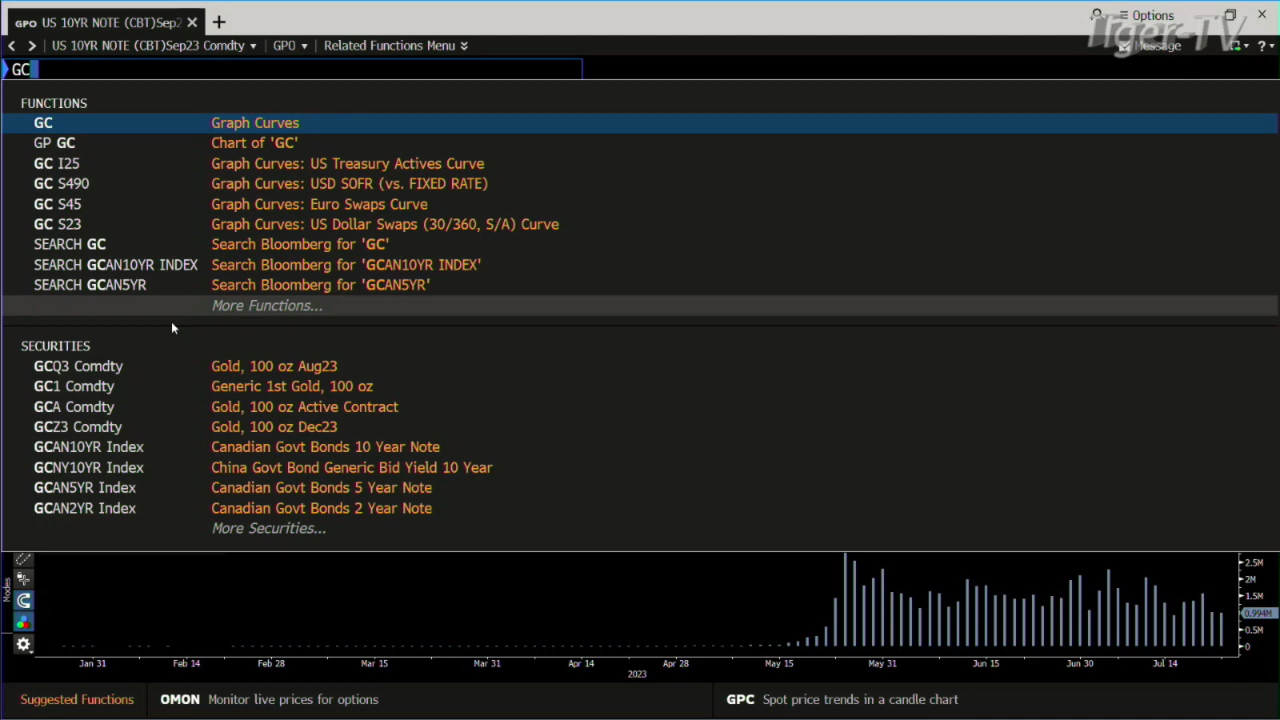 GPO US 10YR NOTE (CBT)Sep2
Options
Tiger-TV
US 10YR NOTE (CBT)Sep23 Comdty GPO Related Functions Menu Message ?
GC
FUNCTIONS
GC Graph Curves
GP GC Chart of 'GC'
GC I25 Graph Curves: US Treasury Actives Curve
GC S490 Graph Curves: USD SOFR (vs. FIXED RATE)
GC S45 Graph Curves: Euro Swaps Curve
GC S23 Graph Curves: US Dollar Swaps (30/360, S/A) Curve
SEARCH GC Search Bloomberg for 'GC'
SEARCH GCAN10YR INDEX Search Bloomberg for 'GCAN10YR INDEX'
SEARCH GCAN5YR Search Bloomberg for 'GCAN5YR'
More Functions...
SECURITIES
GCQ3 Comdty Gold, 100 oz Aug23
GC1 Comdty Generic 1st Gold, 100 oz
GCA Comdty Gold, 100 oz Active Contract
GCZ3 Comdty Gold, 100 oz Dec23
GCAN10YR Index Canadian Govt Bonds 10 Year Note
GCNY10YR Index China Govt Bond Generic Bid Yield 10 Year
GCAN5YR Index Canadian Govt Bonds 5 Year Note
GCAN2YR Index Canadian Govt Bonds 2 Year Note
More Securities...
Modes
2.5M
2M
1.5M
0.994M
0.5M
0
Jan 31 Feb 14 Feb 28 Mar 15 Mar 31 Apr 14 Apr 28 May 15 May 31 Jun 15 Jun 30 Jul 14
2023
Suggested Functions OMON Monitor live prices for options GPC Spot price trends in a candle chart